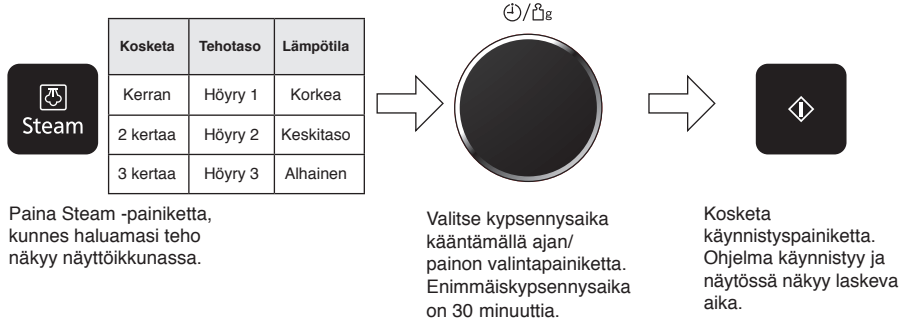 / g
Kosketa Tehotaso Lämpötila
Kerran Höyry 1 Korkea
2 kertaa Höyry 2 Keskitaso
3 kertaa Höyry 3 Alhainen
Steam
Paina Steam -painiketta,
kunnes haluamasi teho
näkyy näyttöikkunassa.
Valitse kypsennysaika
kääntämällä ajan/
painon valintapainiketta.
Enimmäiskypsennysaika
on 30 minuuttia.
Kosketa
käynnistyspainiketta.
Ohjelma käynnistyy ja
näytössä näkyy laskeva
aika.